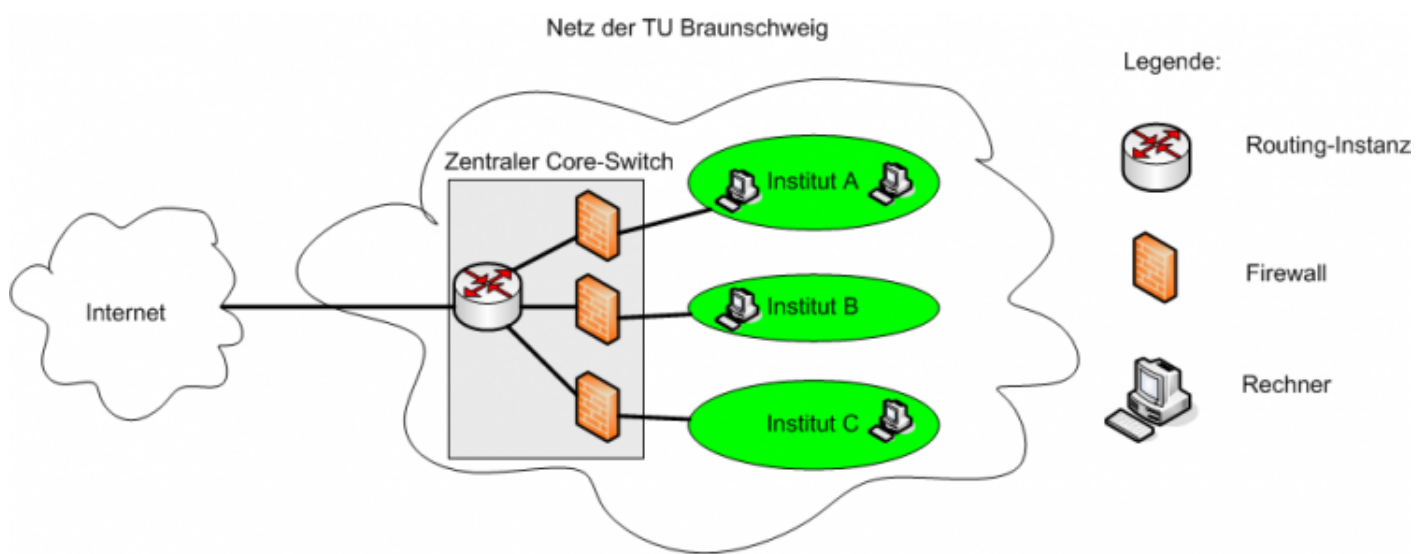 Netz der TU Braunschweig
Legende:
Routing-Instanz
Zentraler Core-Switch
Institut A
Firewall
Internet
Institut B
Rechner
Institut C